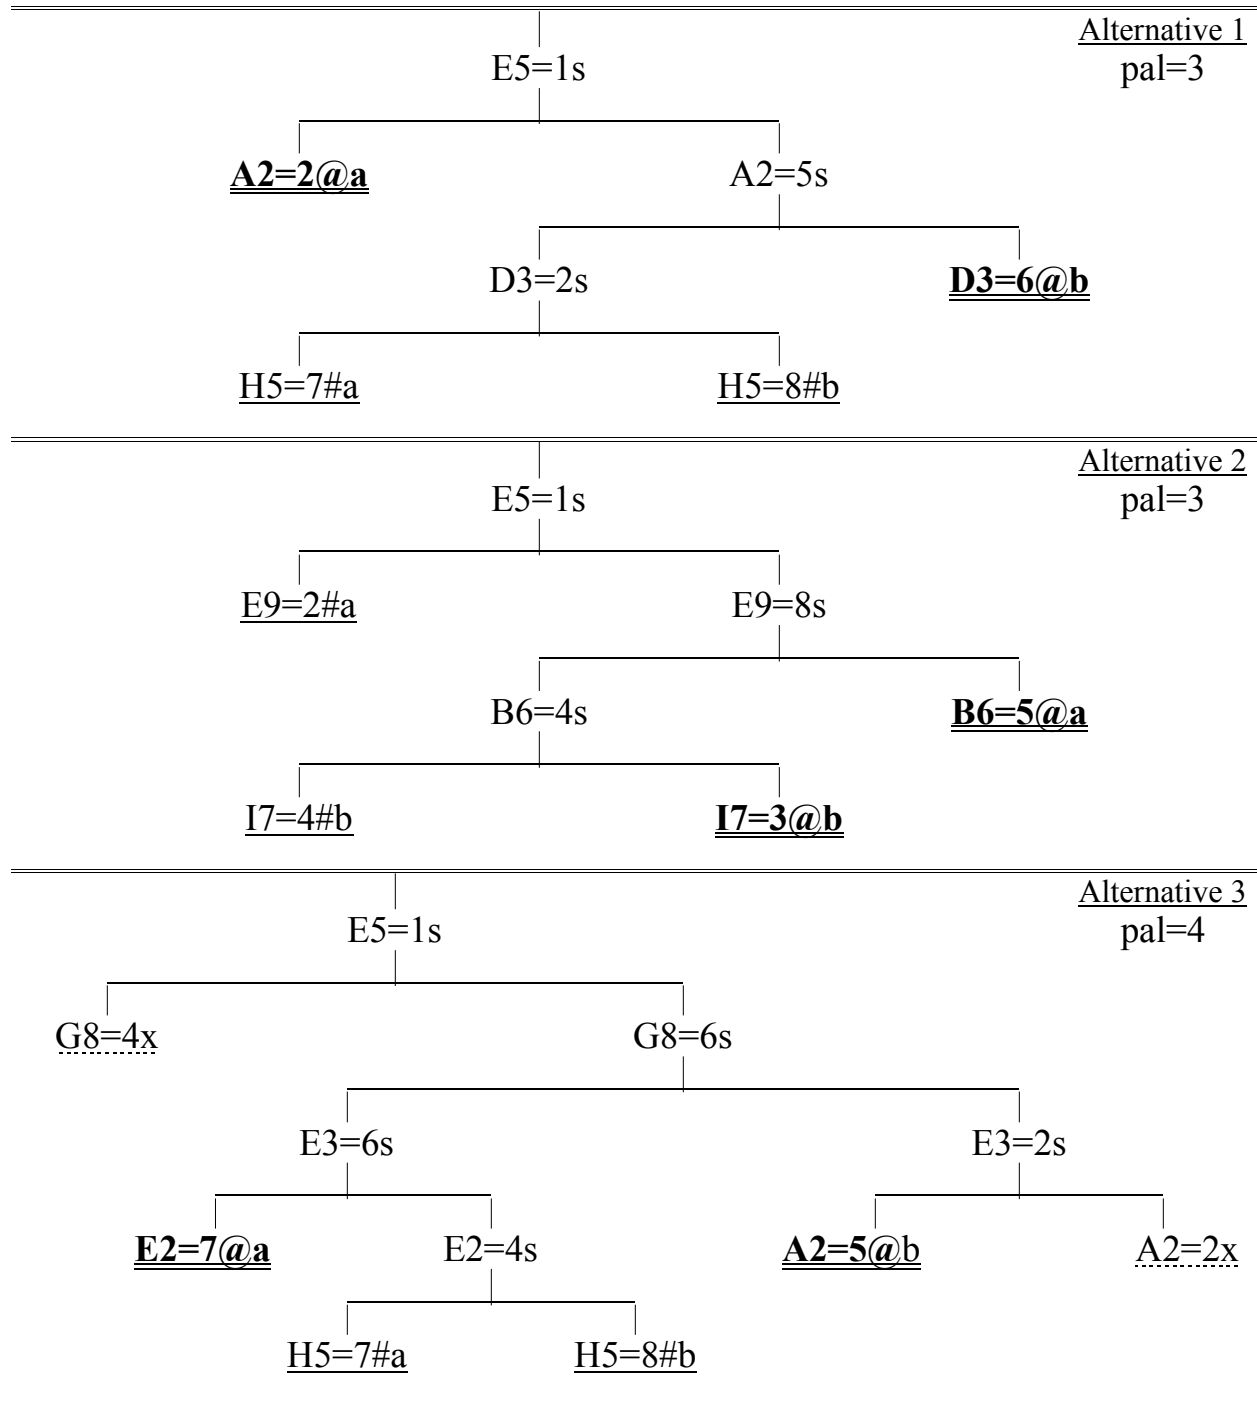 Alternative 1
E5=1s pal=3
A2=2@a A2=5s
D3=2s D3=6@b
H5=7#a H5=8#b
Alternative 2
E5=1s pal=3
E9=2#a E9=8s
B6=4s B6=5@a
I7=4#b I7=3@b
Alternative 3
E5=1s pal=4
G8=4x G8=6s
E3=6s E3=2s
E2=7@a E2=4s A2=5@b A2=2x
H5=7#a H5=8#b